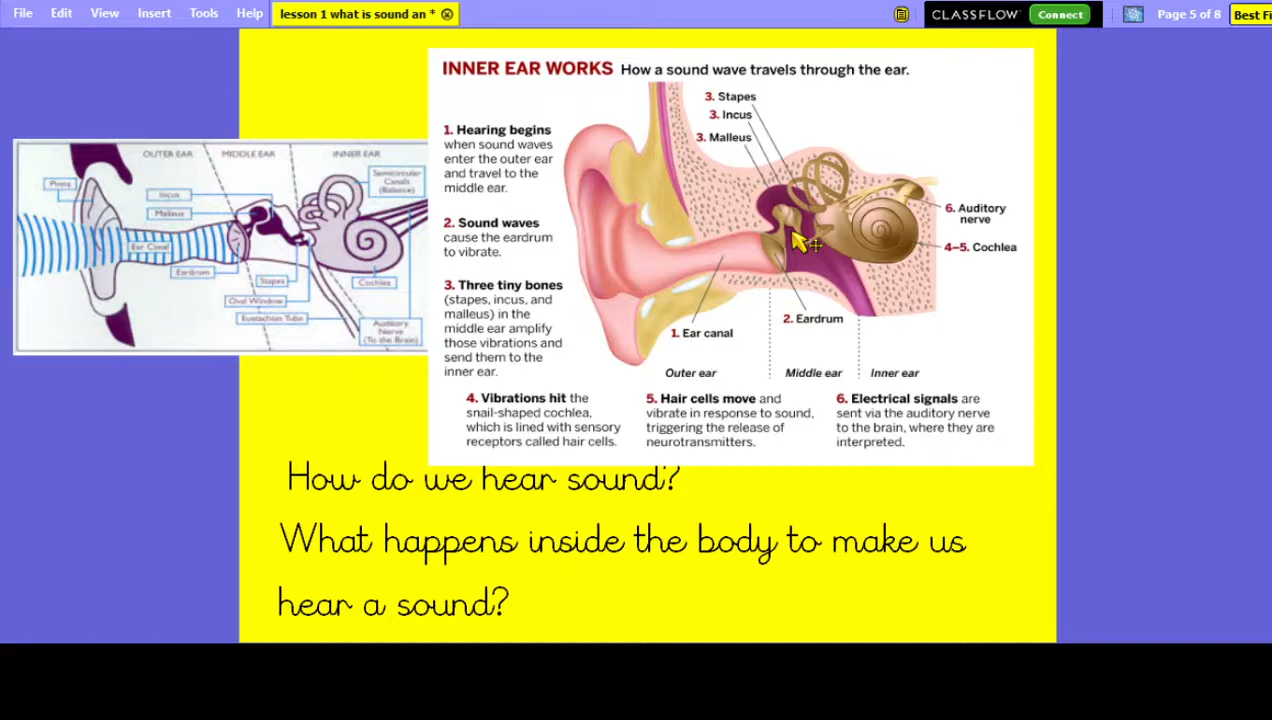 File Edit View Insert Tools Help
lesson 1 what is sound an *
CLASSFLOW Connect
Page 5 of 8
Best Fi
OUTER EAR
MIDDLE EAR
INNER EAR
Pinna
Incus
Malleus
Semicircular
Canals
(Balance)
Ear Canal
Eardrum
Stapes
Oval Window
Eustachian Tube
Cochlea
Auditory
Nerve
(To the Brain)
INNER EAR WORKS How a sound wave travels through the ear.
1. Hearing begins
when sound waves
enter the outer ear
and travel to the
middle ear.
2. Sound waves
cause the eardrum
to vibrate.
3. Three tiny bones
(stapes, incus, and
malleus) in the
middle ear amplify
those vibrations and
send them to the
inner ear.
3. Stapes
3. Incus
3. Malleus
6. Auditory
nerve
4–5. Cochlea
2. Eardrum
1. Ear canal
Outer ear
Middle ear
Inner ear
4. Vibrations hit the
snail-shaped cochlea,
which is lined with sensory
receptors called hair cells.
5. Hair cells move and
vibrate in response to sound,
triggering the release of
neurotransmitters.
6. Electrical signals are
sent via the auditory nerve
to the brain, where they are
interpreted.
How do we hear sound?
What happens inside the body to make us
hear a sound?